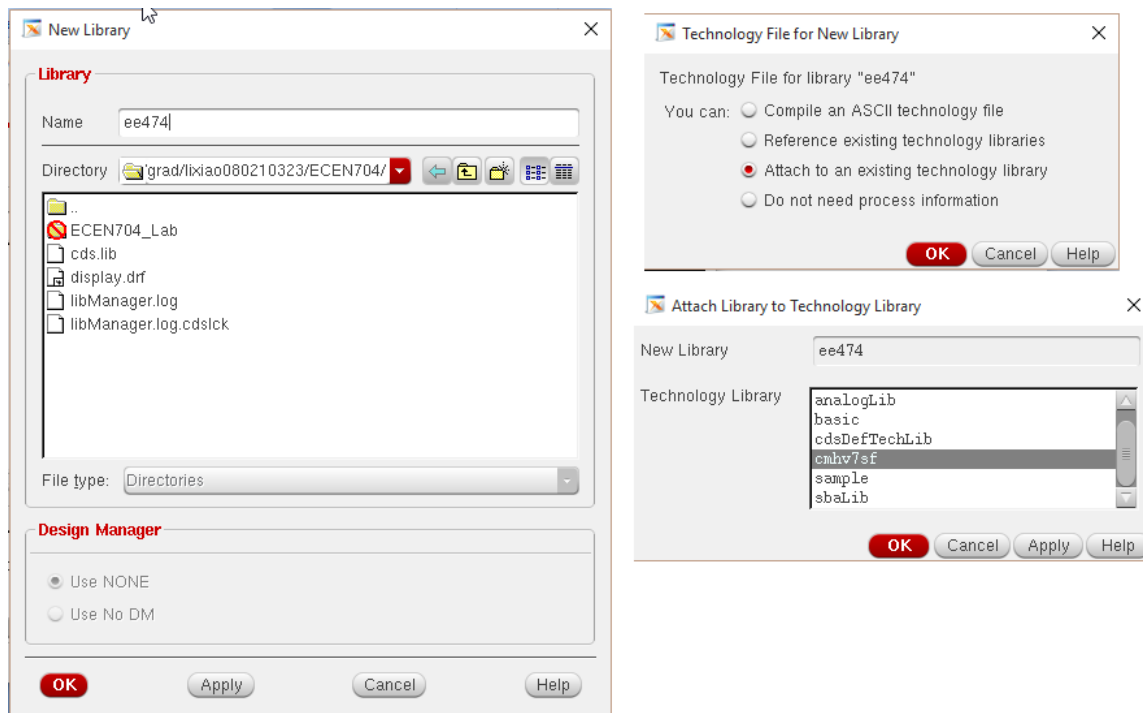 New Library
Library
Name ee474
Directory 'grad/lixiao080210323/ECEN704/
..
ECEN704_Lab
cds.lib
display.drf
libManager.log
libManager.log.cdslck
File type: Directories
Design Manager
Use NONE
Use No DM
OK Apply Cancel Help
Technology File for New Library
Technology File for library "ee474"
You can: Compile an ASCII technology file
Reference existing technology libraries
Attach to an existing technology library
Do not need process information
OK Cancel Help
Attach Library to Technology Library
New Library ee474
Technology Library analogLib
basic
cdsDefTechLib
cmhv7sf
sample
sbaLib
OK Cancel Apply Help